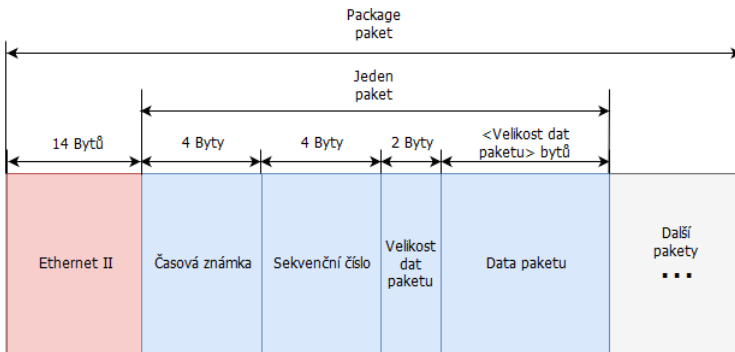 Package
paket
Jeden
paket
14 Bytů
4 Byty
4 Byty
2 Byty
<Velikost dat
paketu> bytů
Ethernet II
Časová známka
Sekvenční číslo
Velikost
dat
paketu
Data paketu
Další
pakety
...